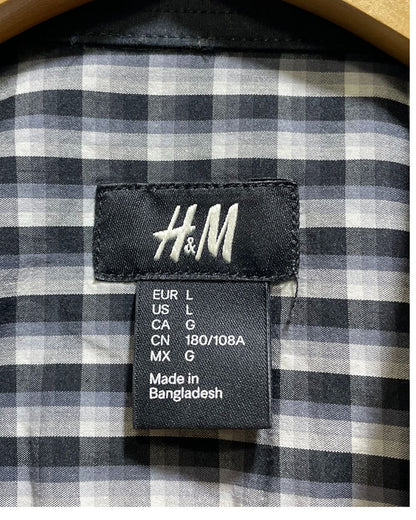 H&M
EUR L
US L
CA G
CN 180/108A
MX G
Made in
Bangladesh